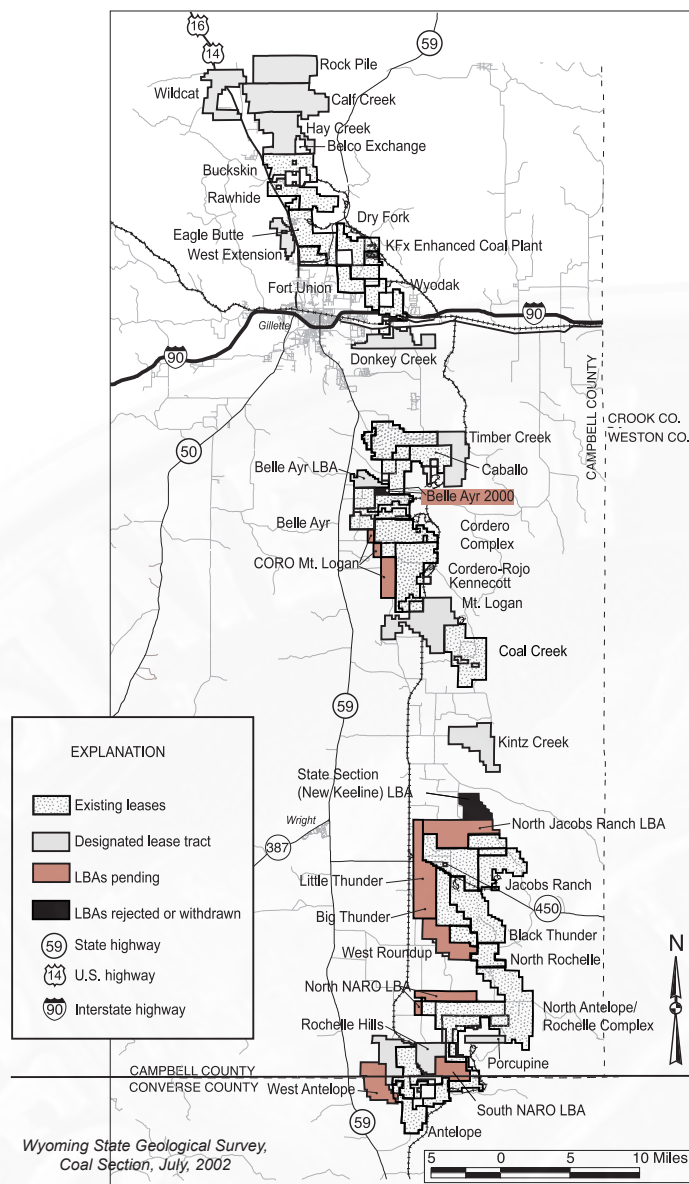 16
14
59
Rock Pile
Wildcat
Calf Creek
Hay Creek
Belco Exchange
Buckskin
Rawhide
Dry Fork
Eagle Butte
West Extension
KFx Enhanced Coal Plant
Fort Union
Wyodak
90
Gillette
90
Donkey Creek
CAMPBELL COUNTY
CROOK CO.
WESTON CO.
50
Timber Creek
Caballo
Belle Ayr LBA
Belle Ayr 2000
Belle Ayr
Cordero
Complex
CORO Mt. Logan
Cordero-Rojo
Kennecott
Mt. Logan
Coal Creek
59
Kintz Creek
EXPLANATION
Existing leases
Designated lease tract
LBAs pending
LBAs rejected or withdrawn
59 State highway
14 U.S. highway
90 Interstate highway
State Section
(New Keeline) LBA
Wright
387
North Jacobs Ranch LBA
Little Thunder
Jacobs Ranch
450
Big Thunder
Black Thunder
West Roundup
North Rochelle
North NARO LBA
North Antelope/
Rochelle Complex
Rochelle Hills
Porcupine
CAMPBELL COUNTY
CONVERSE COUNTY
West Antelope
South NARO LBA
59
Antelope
N
Wyoming State Geological Survey,
Coal Section, July, 2002
5 0 5 10 Miles